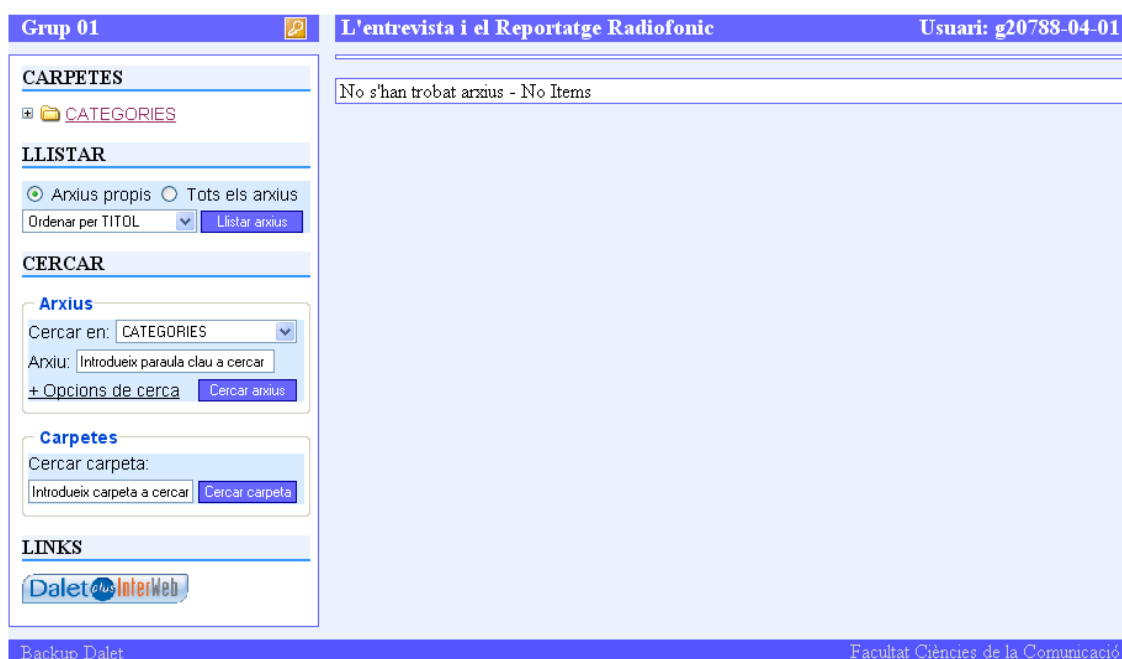 Grup 01
L'entrevista i el Reportatge Radiofonic
Usuari: g20788-04-01
CARPETES
CATEGORIES
LLISTAR
Arxius propis Tots els arxius
Ordenar per TITOL Llistar arxius
CERCAR
Arxius
Cercar en: CATEGORIES
Arxiu: Introdueix paraula clau a cercar
+ Opcions de cerca Cercar arxius
Carpetes
Cercar carpeta:
Introdueix carpeta a cercar Cercar carpeta
LINKS
Dalet plus InterWeb
No s'han trobat arxius - No Items
Backup Dalet
Facultat Ciències de la Comunicació